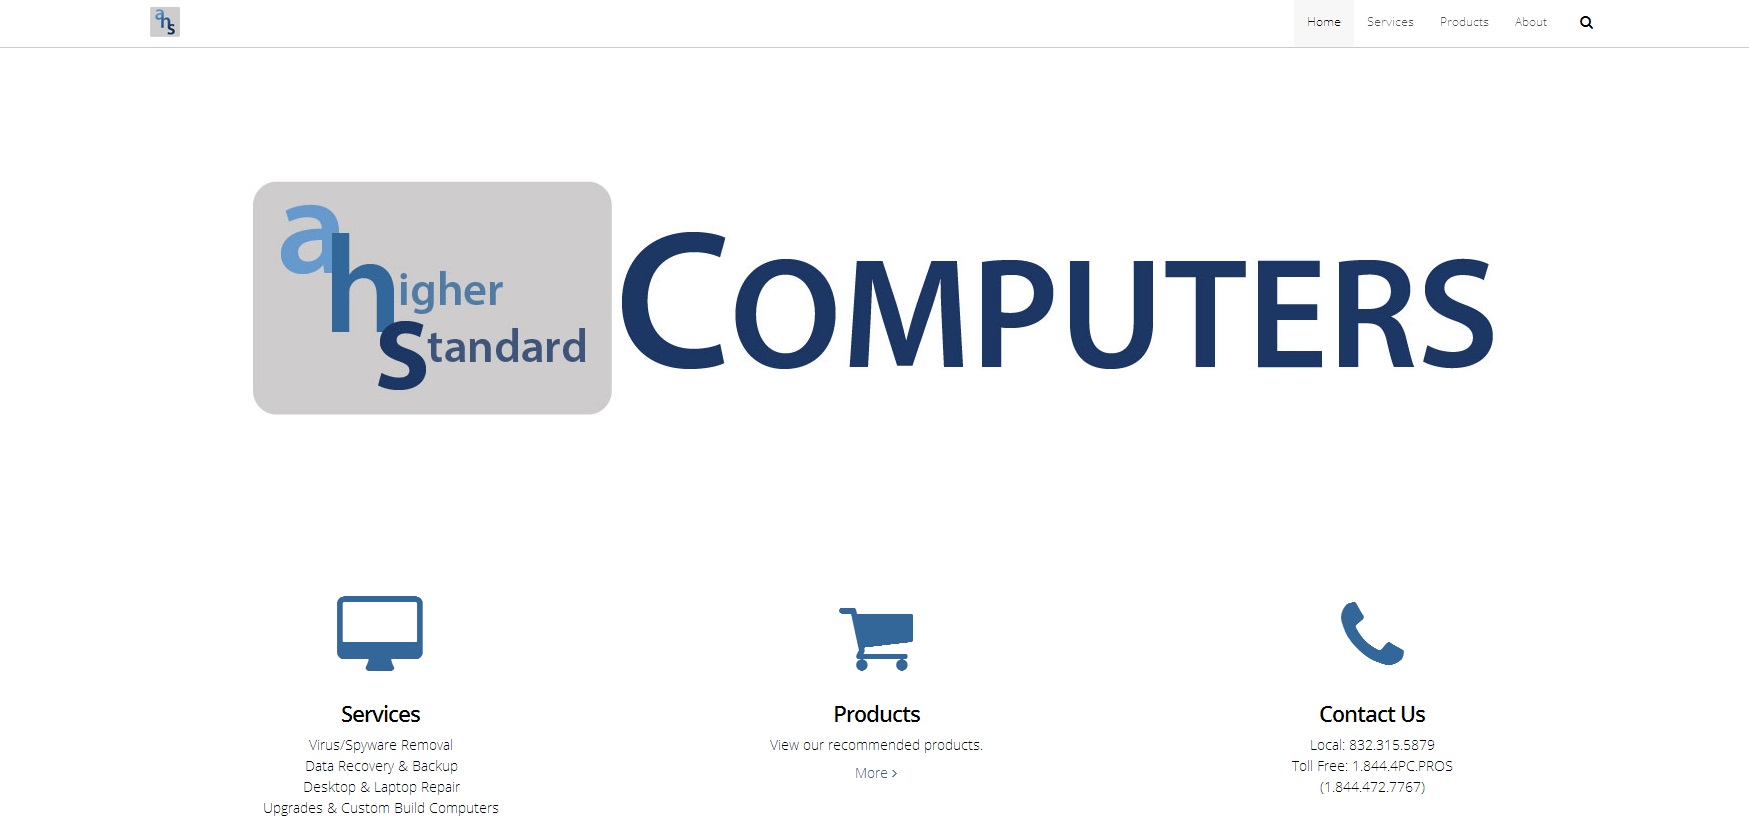 ahs
Home Services Products About
a higher Standard
COMPUTERS
Services
Virus/Spyware Removal
Data Recovery & Backup
Desktop & Laptop Repair
Upgrades & Custom Build Computers
Products
View our recommended products.
More >
Contact Us
Local: 832.315.5879
Toll Free: 1.844.4PC.PROS
(1.844.472.7767)